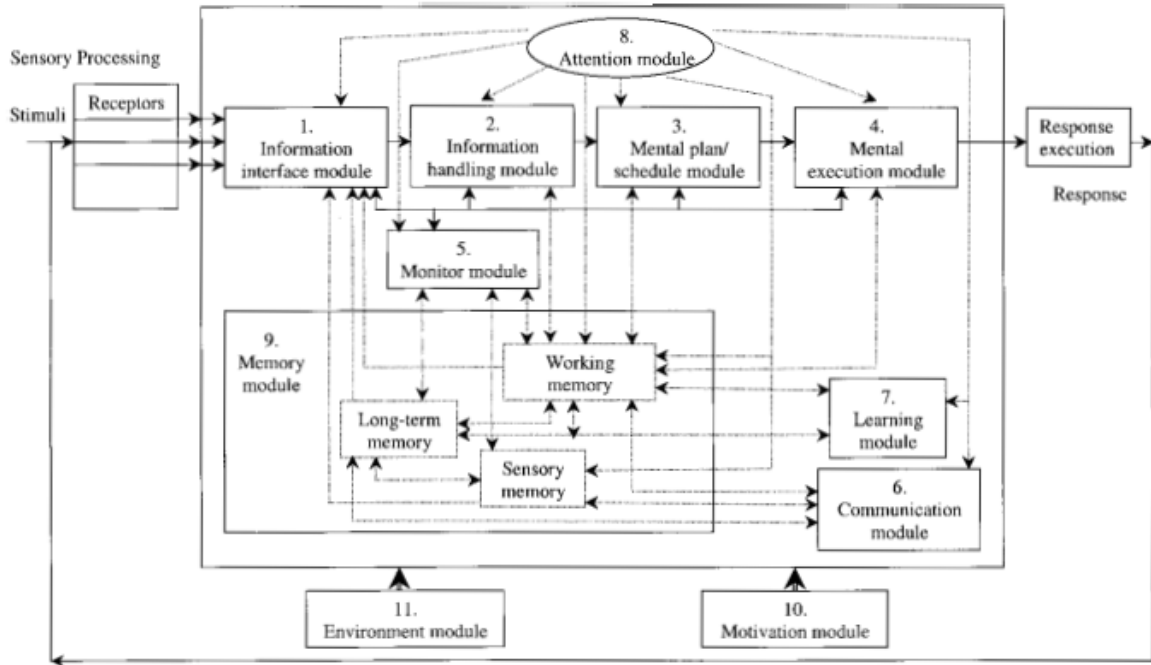 8.
Attention module
Sensory Processing
Stimuli
Receptors
1.
Information
interface module
2.
Information
handling module
3.
Mental plan/
schedule module
4.
Mental
execution module
Response
execution
Response
5.
Monitor module
9.
Memory
module
Working
memory
Long-term
memory
Sensory
memory
7.
Learning
module
6.
Communication
module
11.
Environment module
10.
Motivation module